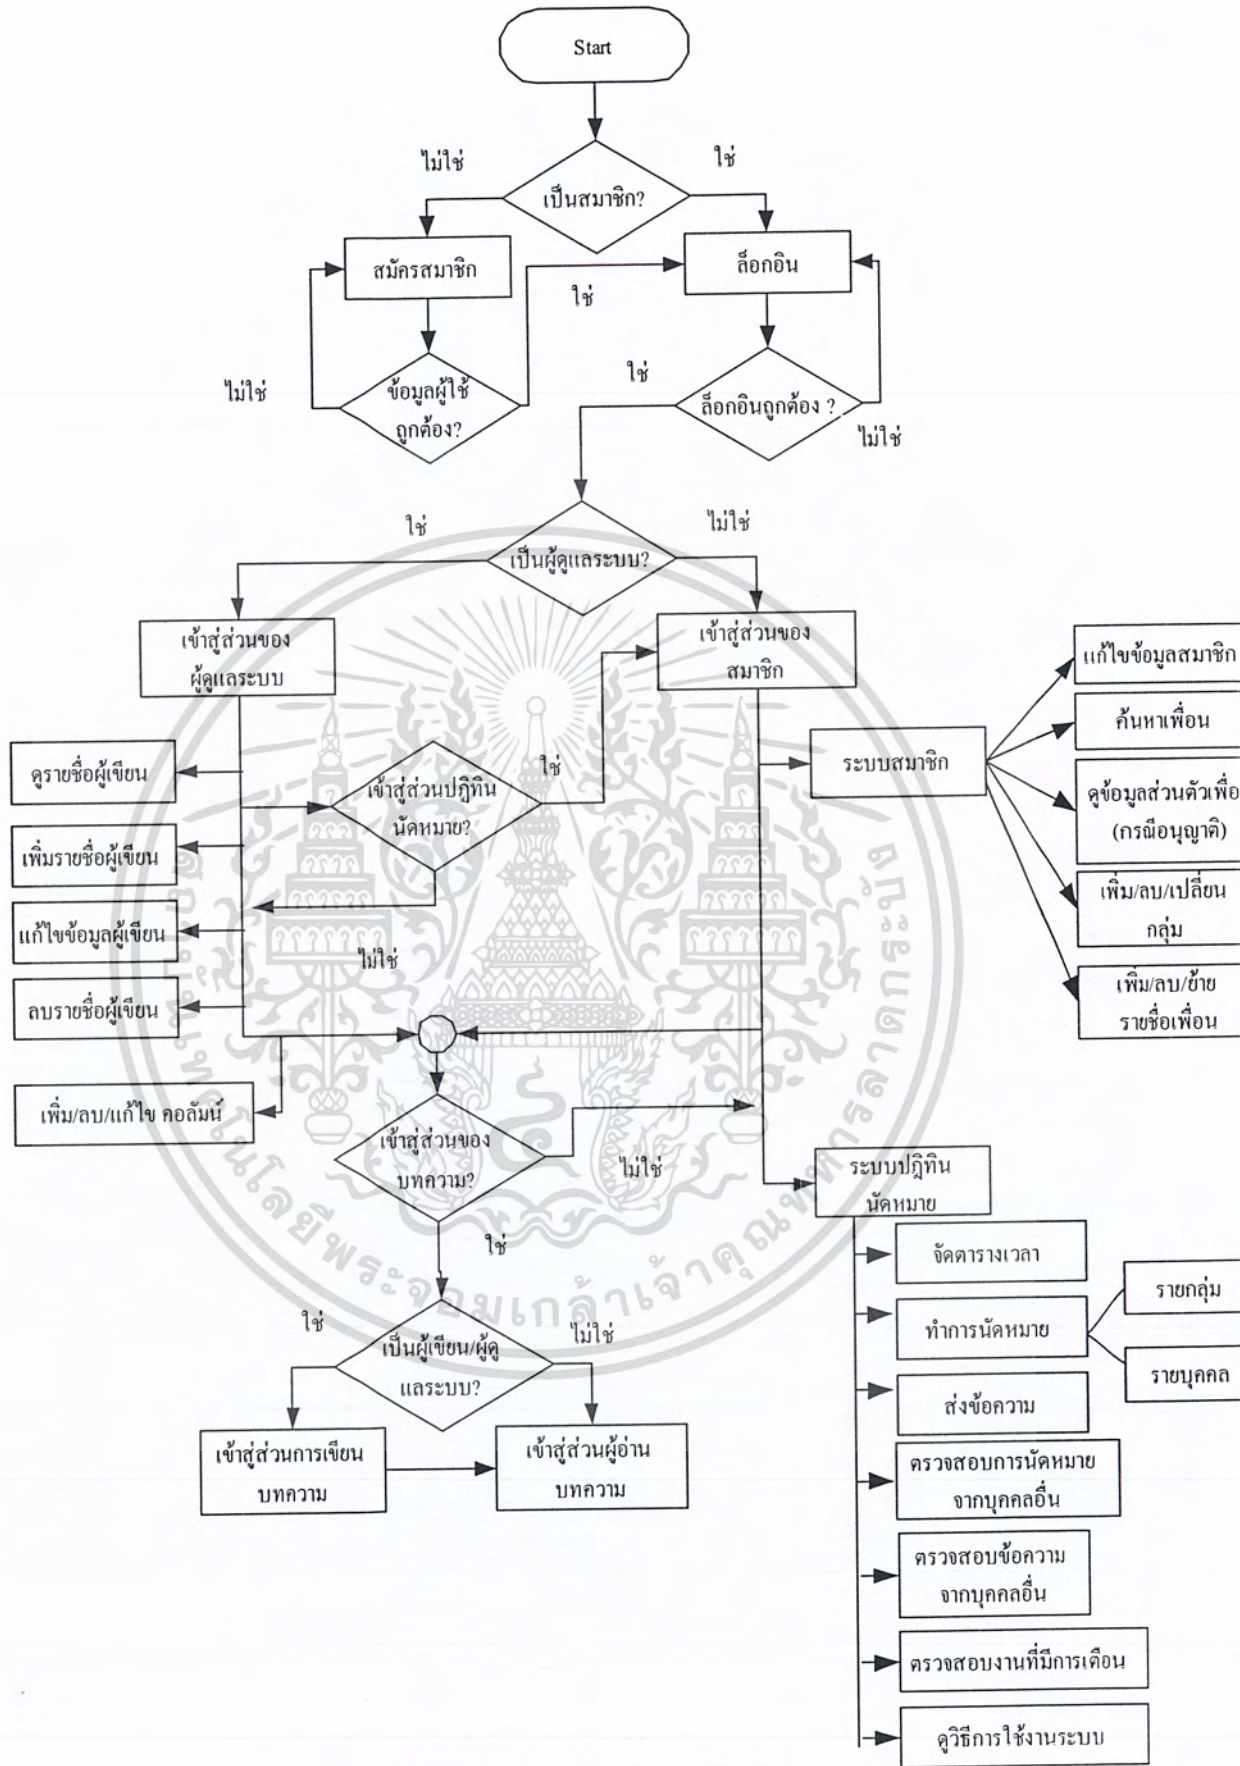 Start
ไม่ใช่
ใช่
เป็นสมาชิก?
สมัครสมาชิก
ล็อกอิน
ใช่
ไม่ใช่
ข้อมูลผู้ใช้
ถูกต้อง?
ใช่
ล็อกอินถูกต้อง ?
ไม่ใช่
ใช่
ไม่ใช่
เป็นผู้ดูแลระบบ?
เข้าสู่ส่วนของ
ผู้ดูแลระบบ
เข้าสู่ส่วนของ
สมาชิก
แก้ไขข้อมูลสมาชิก
ค้นหาเพื่อน
ระบบสมาชิก
ดูข้อมูลส่วนตัวเพื่อ
(กรณีอนุญาติ)
เพิ่ม/ลบ/เปลี่ยน
กลุ่ม
เพิ่ม/ลบ/ย้าย
รายชื่อเพื่อน
ดูรายชื่อผู้เขียน
เข้าสู่ส่วนปฎิทิน
นัดหมาย?
ใช่
เพิ่มรายชื่อผู้เขียน
แก้ไขข้อมูลผู้เขียน
ไม่ใช่
ลบรายชื่อผู้เขียน
เพิ่ม/ลบ/แก้ไข คอลัมน์
เข้าสู่ส่วนของ
บทความ?
ไม่ใช่
ใช่
ระบบปฎิทิน
นัดหมาย
จัดตารางเวลา
ทำการนัดหมาย
รายกลุ่ม
รายบุคคล
ส่งข้อความ
ตรวจสอบการนัดหมาย
จากบุคคลอื่น
ตรวจสอบข้อความ
จากบุคคลอื่น
ตรวจสอบงานที่มีการเตือน
ดูวิธีการใช้งานระบบ
ใช่
ไม่ใช่
เป็นผู้เขียน/ผู้ดู
แลระบบ?
เข้าสู่ส่วนการเขียน
บทความ
เข้าสู่ส่วนผู้อ่าน
บทความ